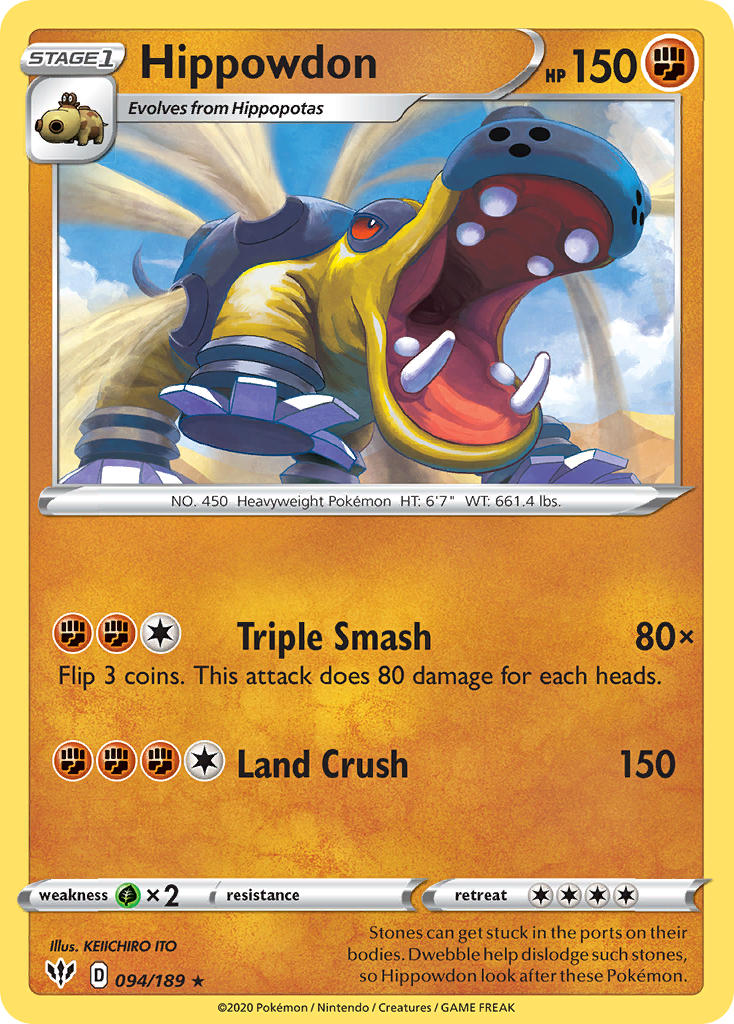 STAGE 1
Hippowdon
HP 150
Evolves from Hippopotas
NO. 450 Heavyweight Pokémon HT: 6'7" WT: 661.4 lbs.
Triple Smash 80×
Flip 3 coins. This attack does 80 damage for each heads.
Land Crush 150
weakness ×2 resistance retreat
Illus. KEIICHIRO ITO
Stones can get stuck in the ports on their
bodies. Dwebble help dislodge such stones,
so Hippowdon look after these Pokémon.
D 094/189 ★
©2020 Pokémon / Nintendo / Creatures / GAME FREAK